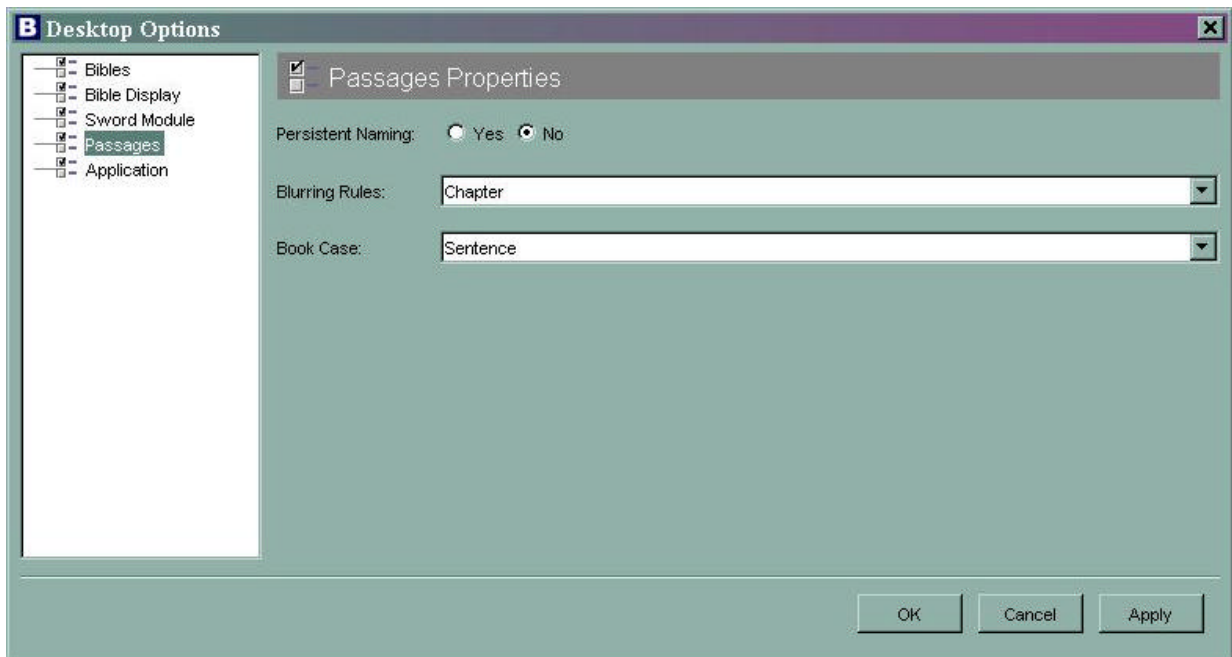 B Desktop Options
Bibles
Bible Display
Sword Module
Passages
Application
Passages Properties
Persistent Naming: Yes No
Blurring Rules: Chapter
Book Case: Sentence
OK Cancel Apply